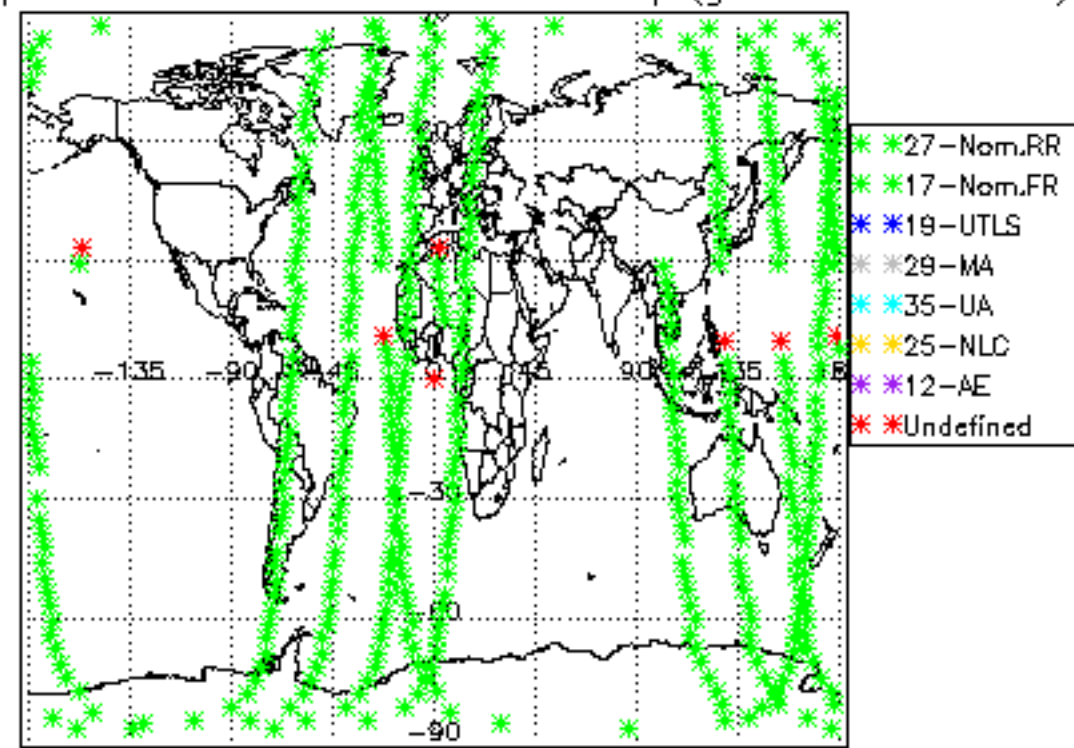 27-Nom.RR
17-Nom.FR
19-UTLS
29-MA
35-UA
25-NLC
12-AE
Undefined
-135 -90 45 45 90 35
-30
-60
-90